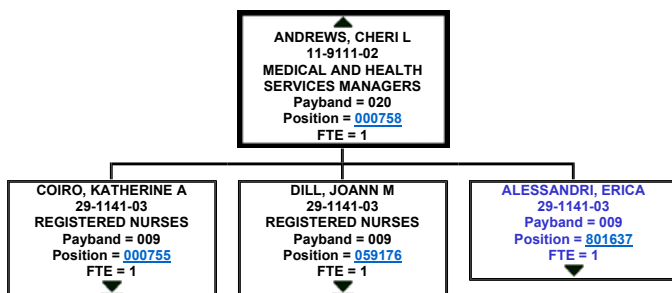 ANDREWS, CHERI L
11-9111-02
MEDICAL AND HEALTH
SERVICES MANAGERS
Payband = 020
Position = 000758
FTE = 1
COIRO, KATHERINE A
29-1141-03
REGISTERED NURSES
Payband = 009
Position = 000755
FTE = 1
DILL, JOANN M
29-1141-03
REGISTERED NURSES
Payband = 009
Position = 059176
FTE = 1
ALESSANDRI, ERICA
29-1141-03
Payband = 009
Position = 801637
FTE = 1